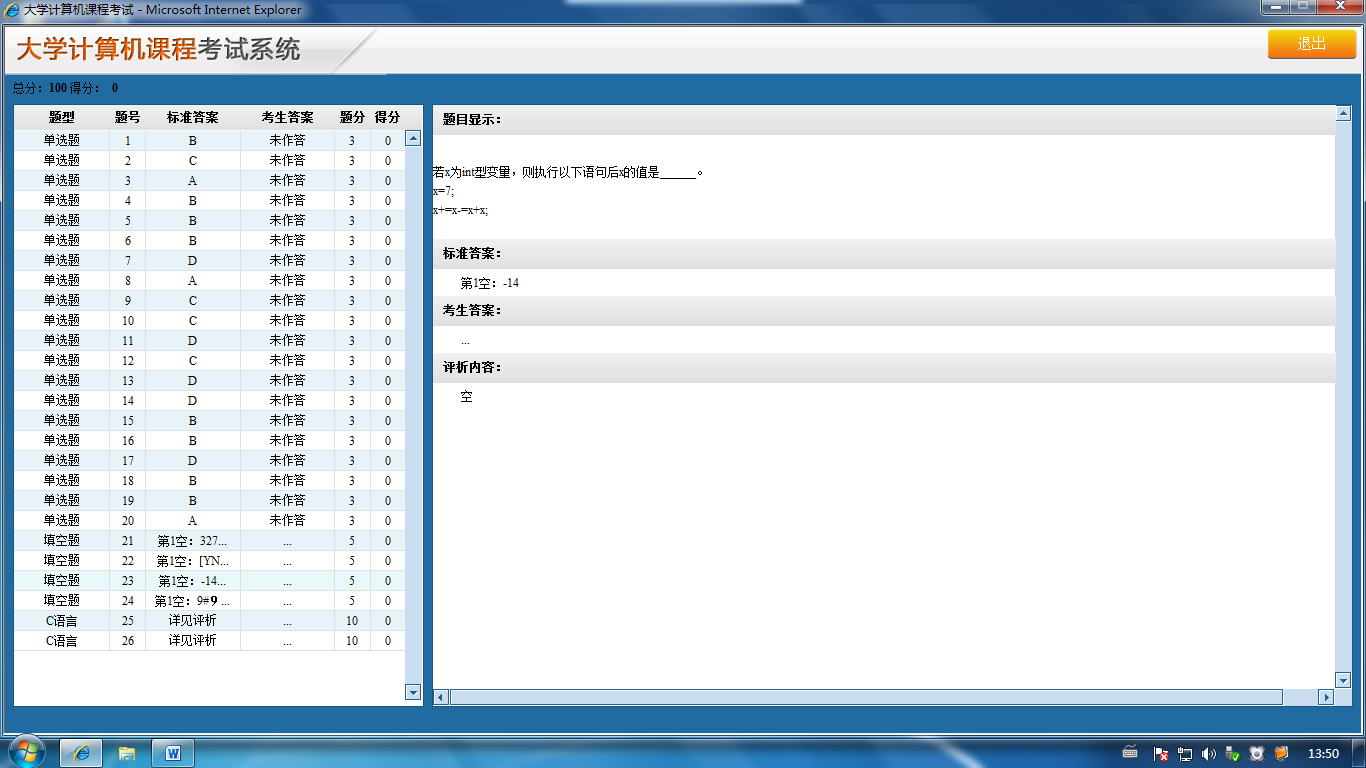 大学计算机课程考试 - Microsoft Internet Explorer
大学计算机课程考试系统
退出
总分：100 得分： 0
题型 题号 标准答案 考生答案 题分 得分
单选题 1 B 未作答 3 0
单选题 2 C 未作答 3 0
单选题 3 A 未作答 3 0
单选题 4 B 未作答 3 0
单选题 5 B 未作答 3 0
单选题 6 B 未作答 3 0
单选题 7 D 未作答 3 0
单选题 8 A 未作答 3 0
单选题 9 C 未作答 3 0
单选题 10 C 未作答 3 0
单选题 11 D 未作答 3 0
单选题 12 C 未作答 3 0
单选题 13 D 未作答 3 0
单选题 14 D 未作答 3 0
单选题 15 B 未作答 3 0
单选题 16 B 未作答 3 0
单选题 17 D 未作答 3 0
单选题 18 B 未作答 3 0
单选题 19 B 未作答 3 0
单选题 20 A 未作答 3 0
填空题 21 第1空：327... ... 5 0
填空题 22 第1空：[YN... ... 5 0
填空题 23 第1空：-14... ... 5 0
填空题 24 第1空：9#9 ... ... 5 0
C语言 25 详见评析 ... 10 0
C语言 26 详见评析 ... 10 0
题目显示：
若x为int型变量，则执行以下语句后x的值是______。
x=7;
x+=x-=x+x;
标准答案：
第1空：-14
考生答案：
...
评析内容：
空
13:50